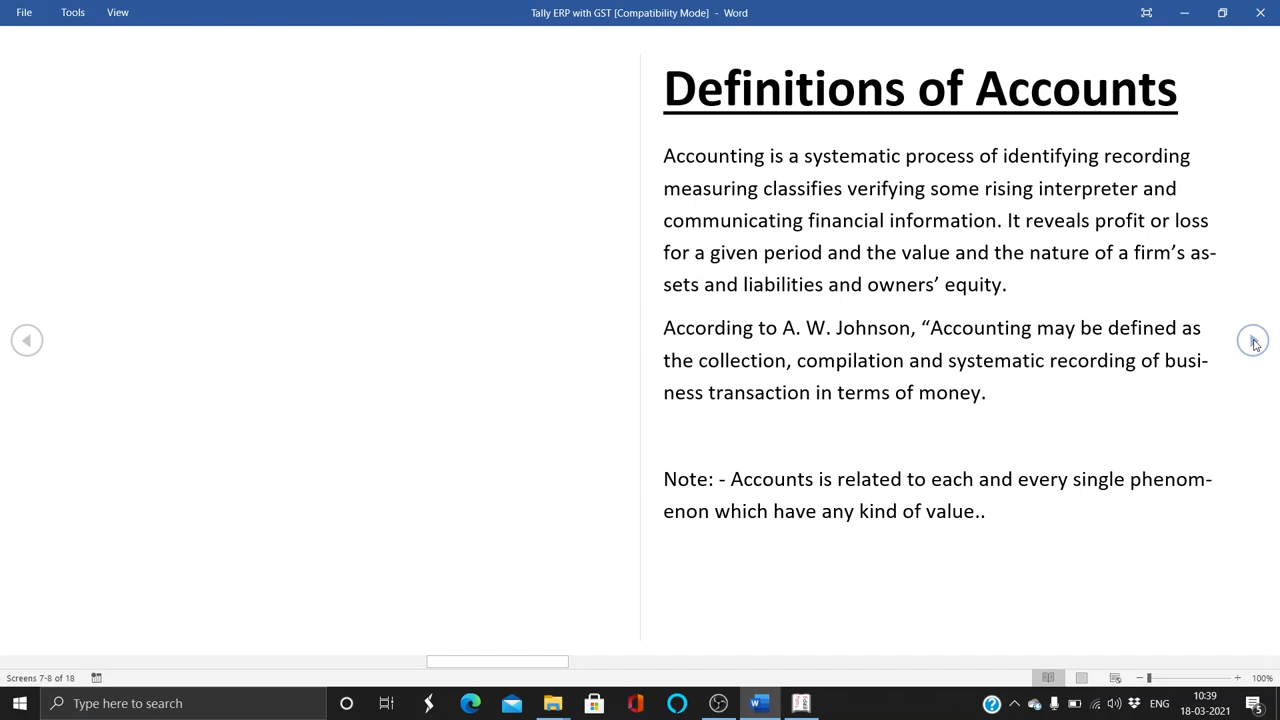 File Tools View Tally ERP with GST [Compatibility Mode] - Word
Definitions of Accounts
Accounting is a systematic process of identifying recording
measuring classifies verifying some rising interpreter and
communicating financial information. It reveals profit or loss
for a given period and the value and the nature of a firm’s as-
sets and liabilities and owners’ equity.
According to A. W. Johnson, “Accounting may be defined as
the collection, compilation and systematic recording of busi-
ness transaction in terms of money.
Note: - Accounts is related to each and every single phenom-
enon which have any kind of value..
Screens 7-8 of 18 100%
Type here to search ENG 10:39
18-03-2021 5